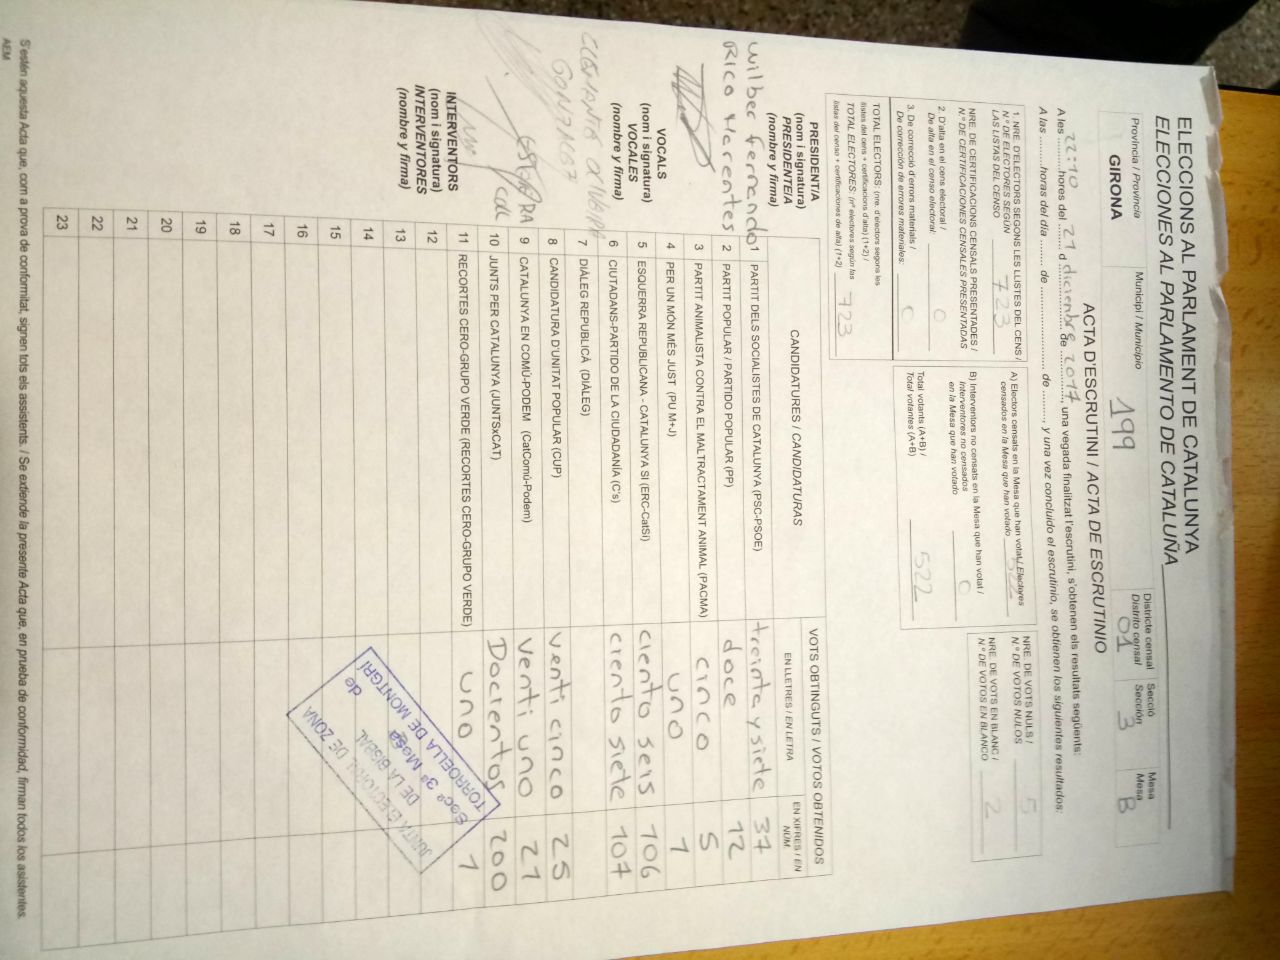 ELECCIONS AL PARLAMENT DE CATALUNYA
ELECCIONES AL PARLAMENTO DE CATALUÑA
Província / Provincia
GIRONA
Municipi / Municipio
199
Districte censal
Distrito censal
01
Secció
Sección
3
Mesa
Mesa
B
ACTA D'ESCRUTINI / ACTA DE ESCRUTINIO
A les 22:10 hores del 21 d diciembre de 2017, una vegada finalitzat l'escrutini, s'obtenen els resultats següents:
A las ........ horas del día ........ de ........ de ........, y una vez concluido el escrutinio, se obtienen los siguientes resultados:
1. NRE. D'ELECTORS SEGONS LES LLISTES DEL CENS /
N.º DE ELECTORES SEGÚN
LAS LISTAS DEL CENSO 723
NRE. DE CERTIFICACIONS CENSALS PRESENTADES /
N.º DE CERTIFICACIONES CENSALES PRESENTADAS
2. D'alta en el cens electoral /
De alta en el censo electoral: 0
3. De correcció d'errors materials /
De corrección de errores materiales: 0
TOTAL ELECTORS: (nre. d'electors segons les
llistes del cens + certificacions d'alta) (1+2) /
TOTAL ELECTORES: (nº electores según las
listas del censo + certificaciones de alta) (1+2) 723
A) Electors censats en la Mesa que han votat / Electores
censados en la Mesa que han votado 522
B) Interventors no censats en la Mesa que han votat /
Interventores no censados
en la Mesa que han votado 0
Total votants (A+B) /
Total votantes (A+B) 522
NRE. DE VOTS NULS /
N.º DE VOTOS NULOS 5
NRE. DE VOTS EN BLANC /
N.º DE VOTOS EN BLANCO 2
PRESIDENT/A
(nom i signatura)
PRESIDENTE/A
(nombre y firma)
Wilber Fernando
Rico Herentes
VOCALS
(nom i signatura)
VOCALES
(nombre y firma)
INTERVENTORS
(nom i signatura)
INTERVENTORES
(nombre y firma)
CANDIDATURES / CANDIDATURAS
VOTS OBTINGUTS / VOTOS OBTENIDOS
EN LLETRES / EN LETRA
EN XIFRES / EN NÚM.
1 PARTIT DELS SOCIALISTES DE CATALUNYA (PSC-PSOE) treinta y siete 37
2 PARTIT POPULAR / PARTIDO POPULAR (PP) doce 12
3 PARTIT ANIMALISTA CONTRA EL MALTRACTAMENT ANIMAL (PACMA) cinco 5
4 PER UN MÓN MÉS JUST (PUM+J) uno 1
5 ESQUERRA REPUBLICANA - CATALUNYA SI (ERC-CatSí) ciento seis 106
6 CIUTADANS-PARTIDO DE LA CIUDADANÍA (C's) ciento siete 107
7 DIÀLEG REPUBLICÀ (DIÀLEG)
8 CANDIDATURA D'UNITAT POPULAR (CUP) venti cinco 25
9 CATALUNYA EN COMÚ-PODEM (CatComú-Podem) Venti uno 21
10 JUNTS PER CATALUNYA (JUNTSxCAT) Docientos 200
11 RECORTES CERO-GRUPO VERDE (RECORTES CERO-GRUPO VERDE) uno 1
12
13
14
15
16
17
18
19
20
21
22
23
JUNTA ELECTORAL DE ZONA
DE LA BISBAL
Secº 3ª Mesa
de
TORROELLA DE MONTGRÍ
S'estén aquesta Acta que, com a prova de conformitat, signen tots els assistents. / Se extiende la presente Acta que, en prueba de conformidad, firman todos los asistentes.
AEM